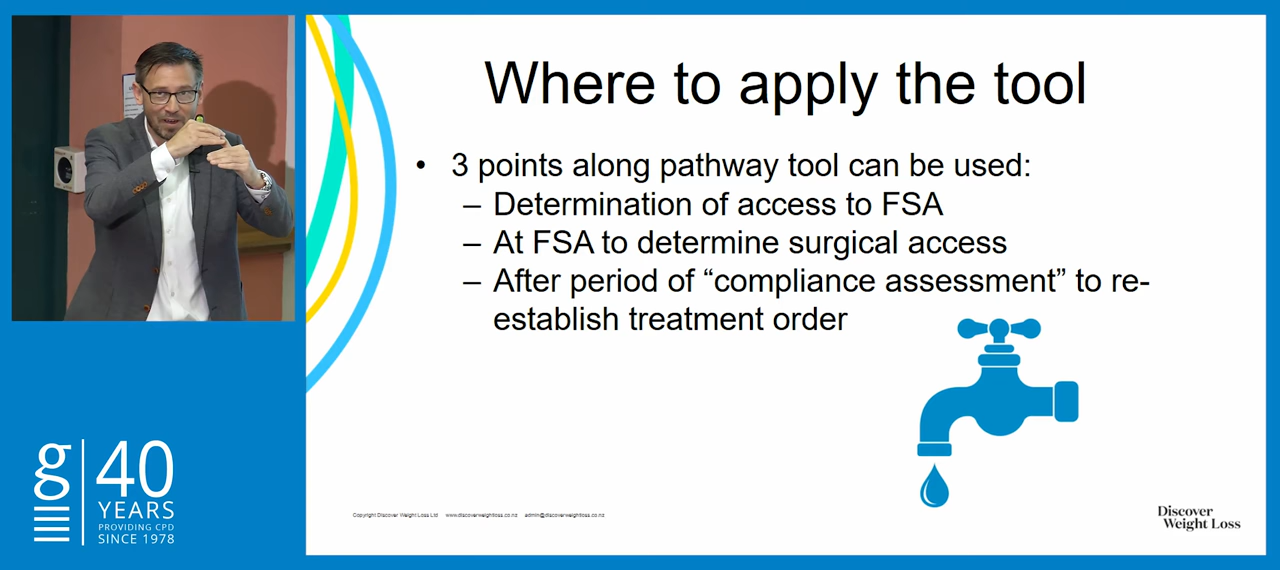 Where to apply the tool
• 3 points along pathway tool can be used:
– Determination of access to FSA
– At FSA to determine surgical access
– After period of “compliance assessment” to re-
establish treatment order
g 40
YEARS
PROVIDING CPD
SINCE 1978
Copyright Discover Weight Loss Ltd www.discoverweightloss.co.nz admin@discoverweightloss.co.nz
Discover
Weight Loss